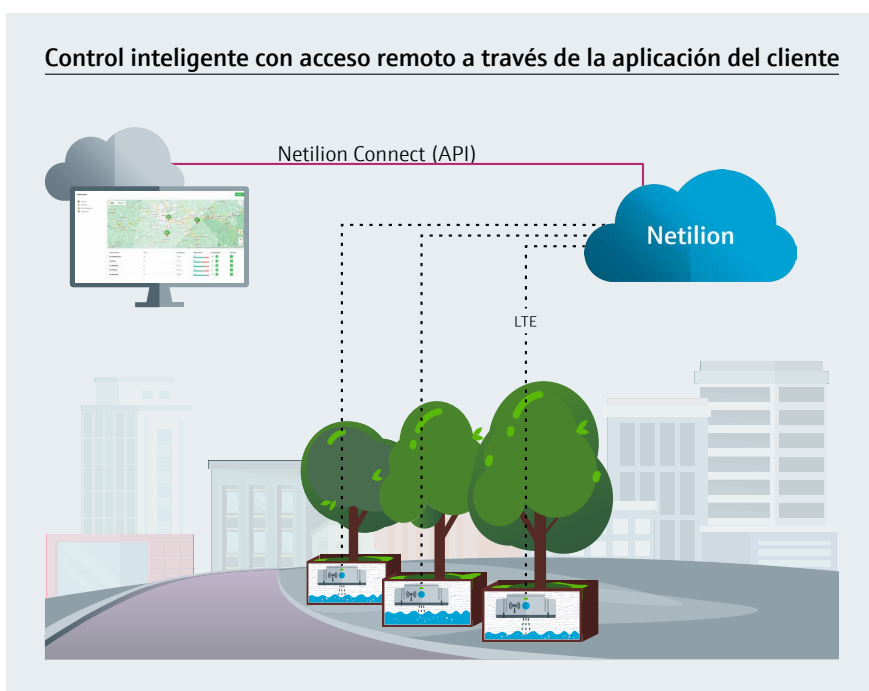 Control inteligente con acceso remoto a través de la aplicación del cliente
Netilion Connect (API)
Netilion
LTE